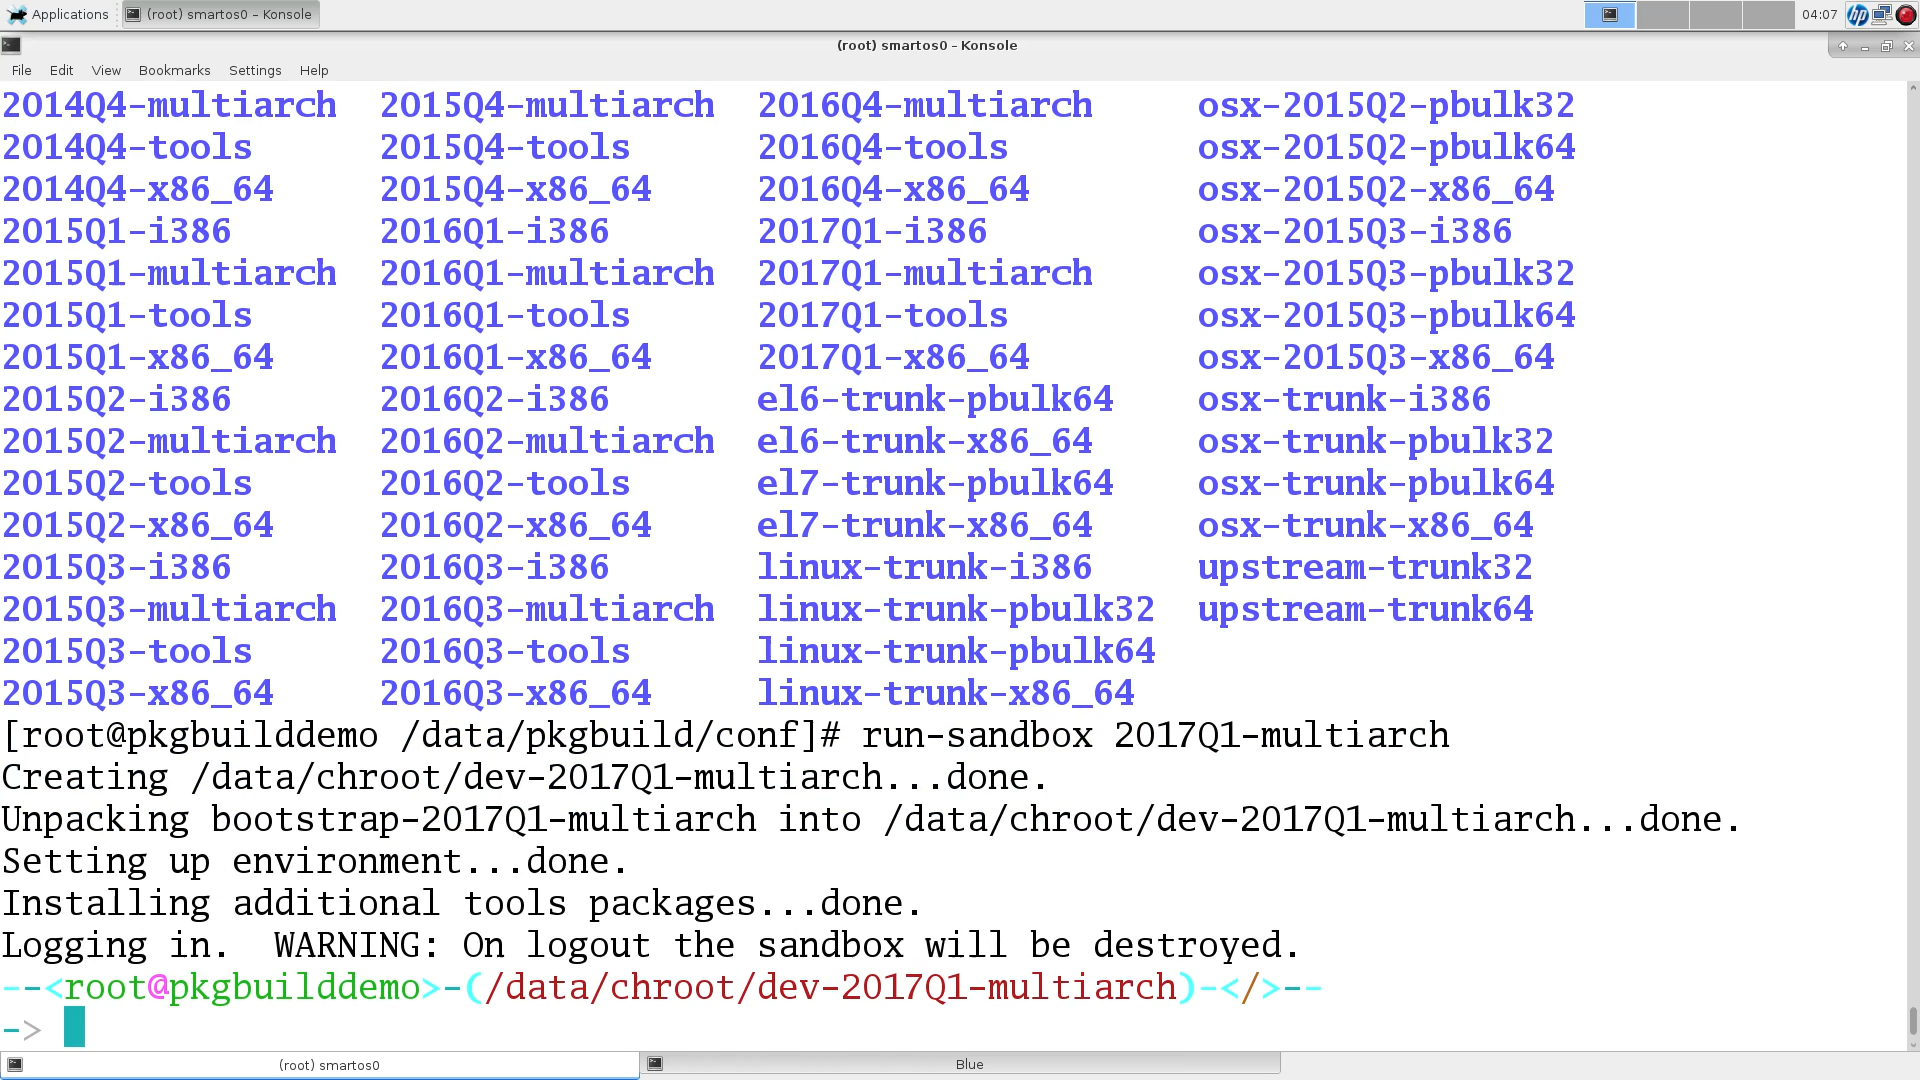 Applications (root) smartos0 – Konsole 04:07
(root) smartos0 – Konsole
File Edit View Bookmarks Settings Help
2014Q4-multiarch 2015Q4-multiarch 2016Q4-multiarch osx-2015Q2-pbulk32
2014Q4-tools 2015Q4-tools 2016Q4-tools osx-2015Q2-pbulk64
2014Q4-x86_64 2015Q4-x86_64 2016Q4-x86_64 osx-2015Q2-x86_64
2015Q1-i386 2016Q1-i386 2017Q1-i386 osx-2015Q3-i386
2015Q1-multiarch 2016Q1-multiarch 2017Q1-multiarch osx-2015Q3-pbulk32
2015Q1-tools 2016Q1-tools 2017Q1-tools osx-2015Q3-pbulk64
2015Q1-x86_64 2016Q1-x86_64 2017Q1-x86_64 osx-2015Q3-x86_64
2015Q2-i386 2016Q2-i386 el6-trunk-pbulk64 osx-trunk-i386
2015Q2-multiarch 2016Q2-multiarch el6-trunk-x86_64 osx-trunk-pbulk32
2015Q2-tools 2016Q2-tools el7-trunk-pbulk64 osx-trunk-pbulk64
2015Q2-x86_64 2016Q2-x86_64 el7-trunk-x86_64 osx-trunk-x86_64
2015Q3-i386 2016Q3-i386 linux-trunk-i386 upstream-trunk32
2015Q3-multiarch 2016Q3-multiarch linux-trunk-pbulk32 upstream-trunk64
2015Q3-tools 2016Q3-tools linux-trunk-pbulk64
2015Q3-x86_64 2016Q3-x86_64 linux-trunk-x86_64
[root@pkgbuilddemo /data/pkgbuild/conf]# run-sandbox 2017Q1-multiarch
Creating /data/chroot/dev-2017Q1-multiarch...done.
Unpacking bootstrap-2017Q1-multiarch into /data/chroot/dev-2017Q1-multiarch...done.
Setting up environment...done.
Installing additional tools packages...done.
Logging in.  WARNING: On logout the sandbox will be destroyed.
--<root@pkgbuilddemo>-(/data/chroot/dev-2017Q1-multiarch)-</>--
->
(root) smartos0 Blue